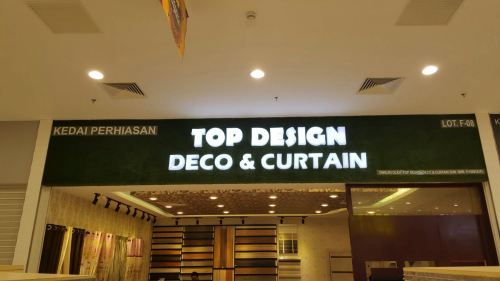 KEDAI PERHIASAN
TOP DESIGN
DECO & CURTAIN
LOT. F-08